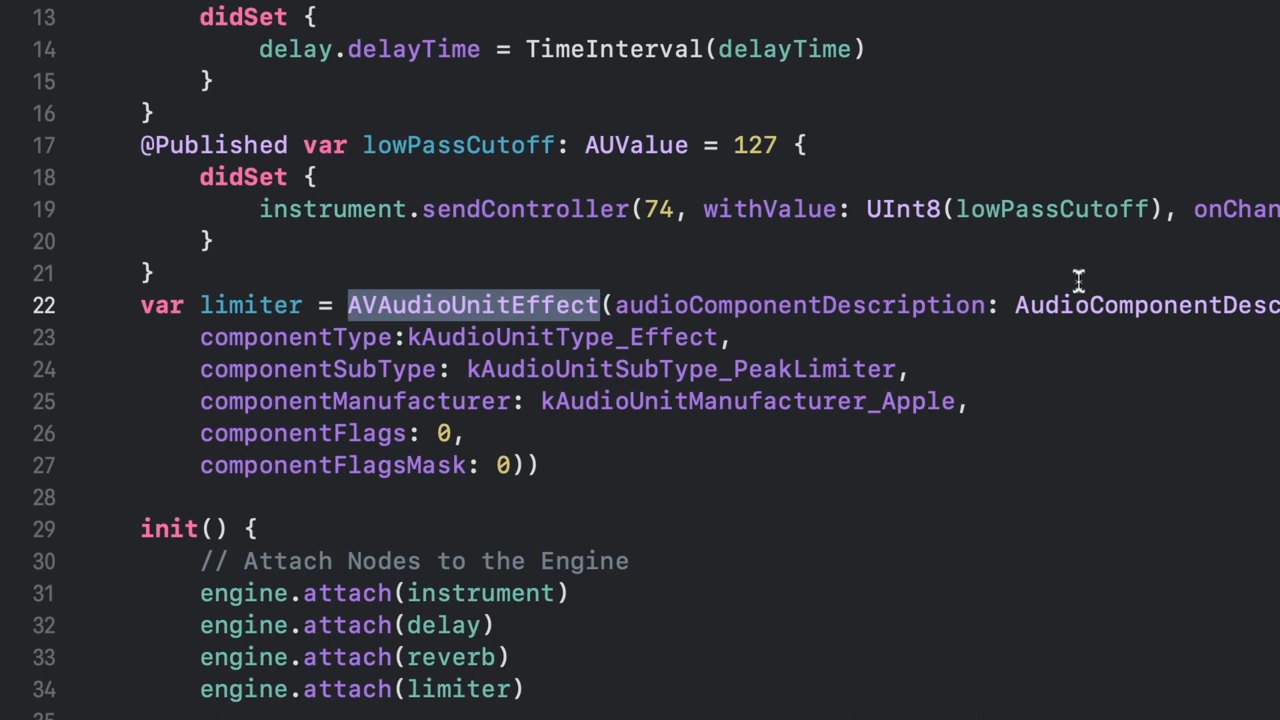 13 didSet {
14 delay.delayTime = TimeInterval(delayTime)
15 }
16 }
17 @Published var lowPassCutoff: AUValue = 127 {
18 didSet {
19 instrument.sendController(74, withValue: UInt8(lowPassCutoff), onChan
20 }
21 }
22 var limiter = AVAudioUnitEffect(audioComponentDescription: AudioComponentDesc
23 componentType:kAudioUnitType_Effect,
24 componentSubType: kAudioUnitSubType_PeakLimiter,
25 componentManufacturer: kAudioUnitManufacturer_Apple,
26 componentFlags: 0,
27 componentFlagsMask: 0))
28
29 init() {
30 // Attach Nodes to the Engine
31 engine.attach(instrument)
32 engine.attach(delay)
33 engine.attach(reverb)
34 engine.attach(limiter)
35